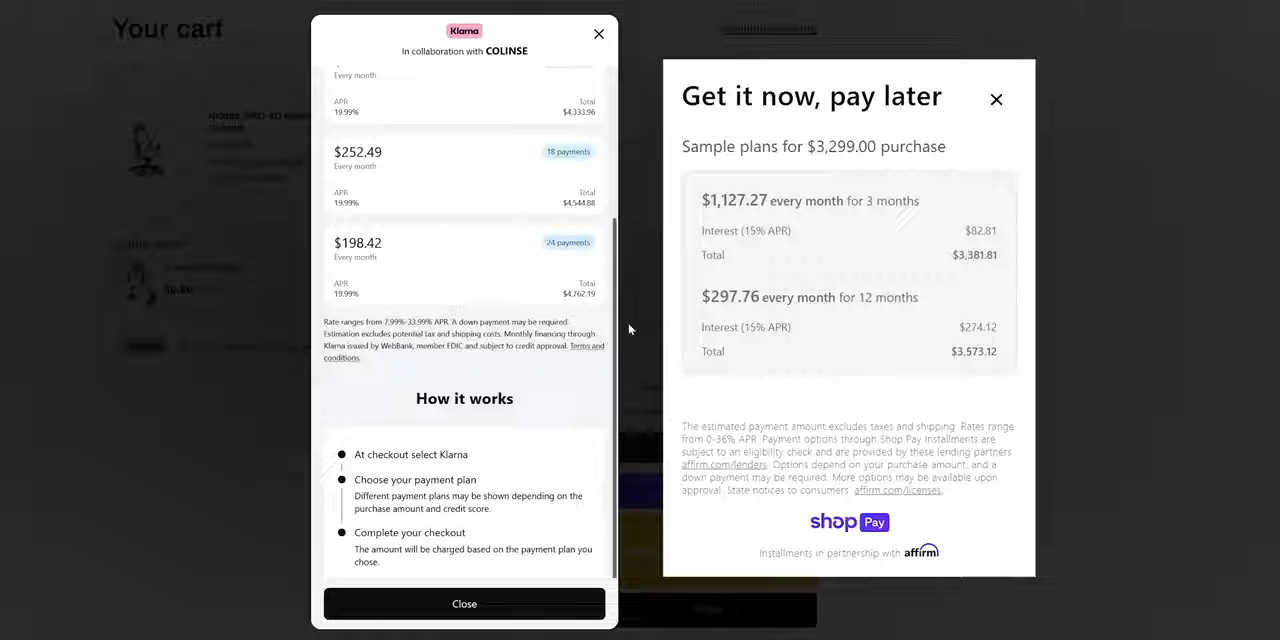 Your cart
Klarna
In collaboration with COLINSE
Every month
APR
Total
19.99%
$4,333.96
$252.49
18 payments
Every month
APR
Total
19.99%
$4,544.88
$198.42
24 payments
Every month
APR
Total
19.99%
$4,762.19
Rate ranges from 7.99%-33.99% APR. A down payment may be required.
Estimation excludes potential tax and shipping costs. Monthly financing through
Klarna issued by WebBank, member FDIC and subject to credit approval. Terms and
conditions.
How it works
At checkout select Klarna
Choose your payment plan
Different payment plans may be shown depending on the
purchase amount and credit score.
Complete your checkout
The amount will be charged based on the payment plan you
chose.
Close
Get it now, pay later
Sample plans for $3,299.00 purchase
$1,127.27 every month for 3 months
Interest (15% APR)
$82.81
Total
$3,381.81
$297.76 every month for 12 months
Interest (15% APR)
$274.12
Total
$3,573.12
The estimated payment amount excludes taxes and shipping. Rates range
from 0-36% APR. Payment options through Shop Pay Installments are
subject to an eligibility check and are provided by these lending partners
affirm.com/lenders. Options depend on your purchase amount, and a
down payment may be required. More options may be available upon
approval. State notices to consumers affirm.com/licenses.
shop Pay
Installments in partnership with affirm